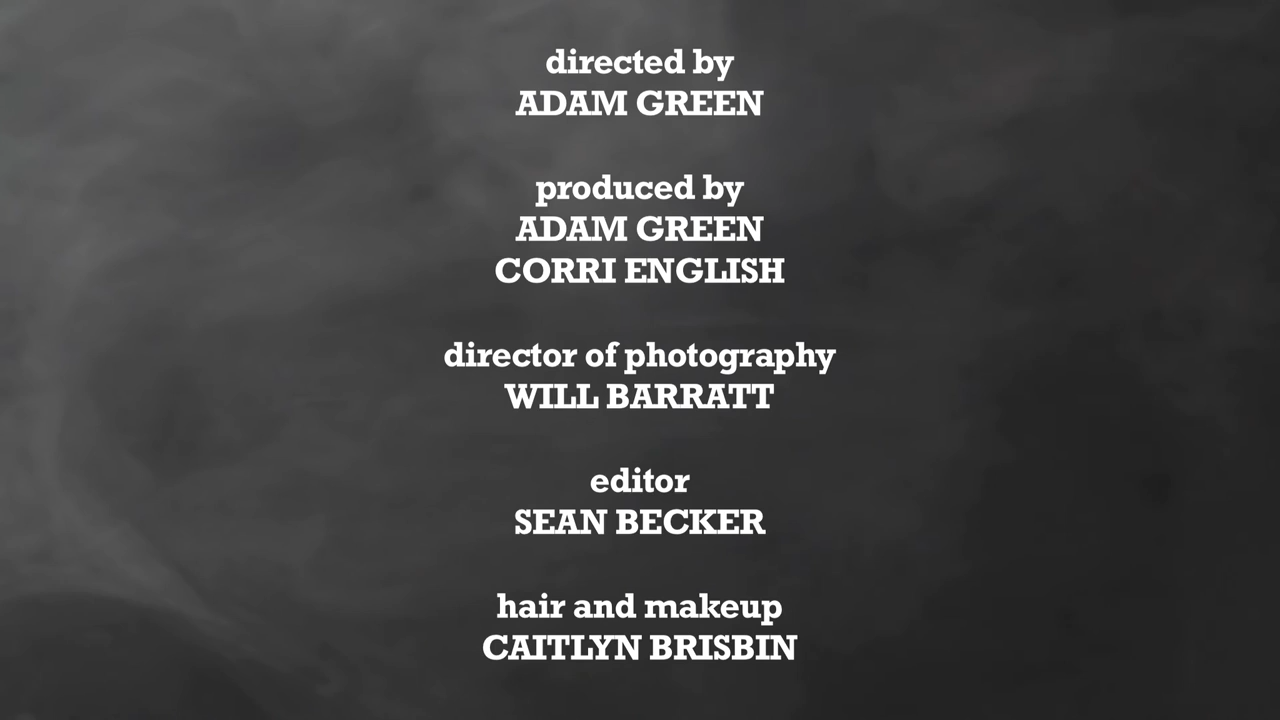 directed by
ADAM GREEN
produced by
ADAM GREEN
CORRI ENGLISH
director of photography
WILL BARRATT
editor
SEAN BECKER
hair and makeup
CAITLYN BRISBIN